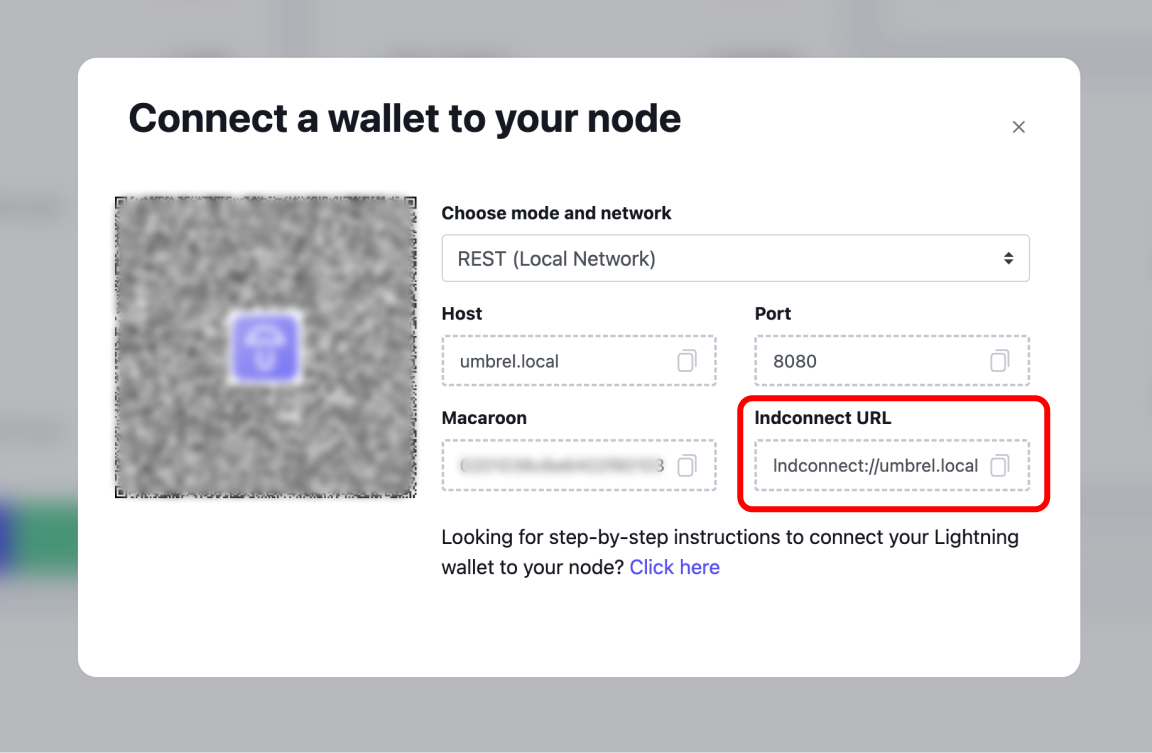 Connect a wallet to your node
Choose mode and network
REST (Local Network)
Host
Port
umbrel.local
8080
Macaroon
lndconnect URL
lndconnect://umbrel.local
Looking for step-by-step instructions to connect your Lightning
wallet to your node? Click here